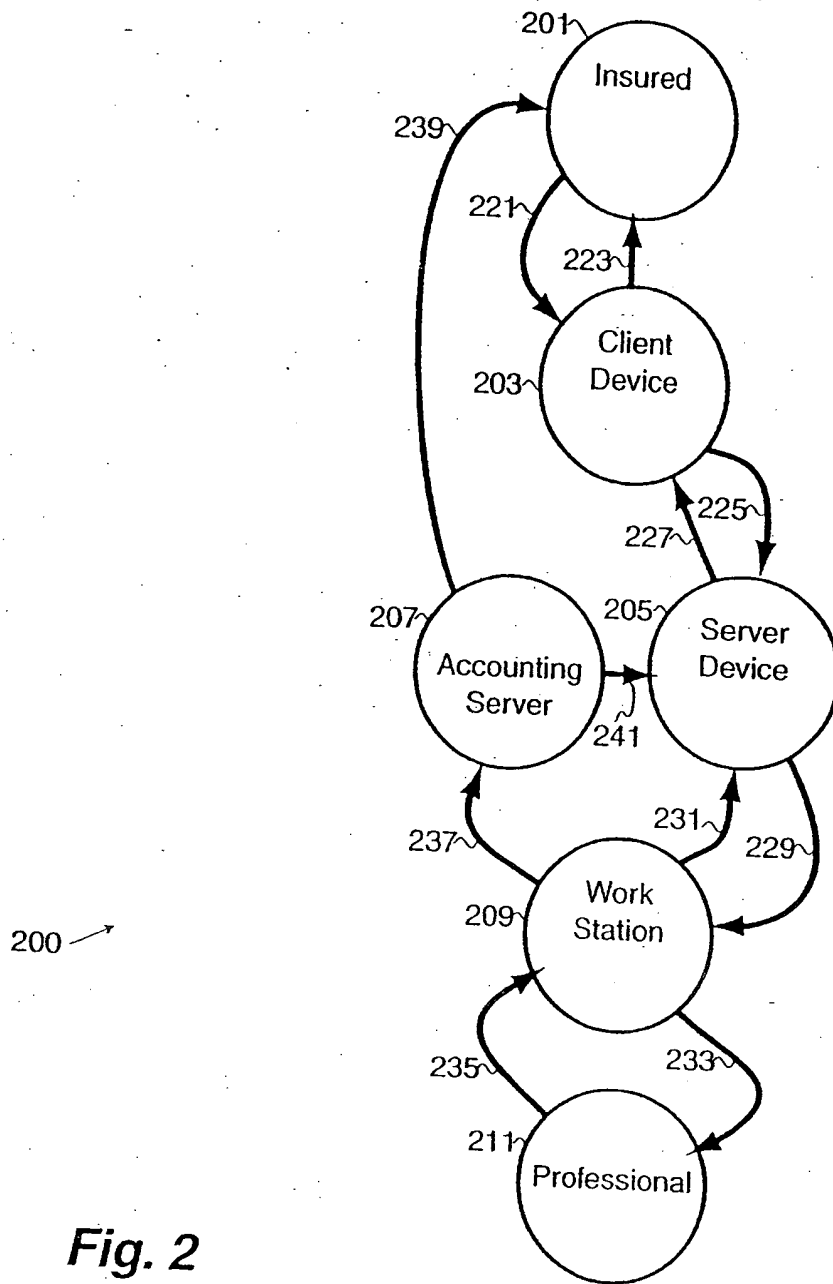 201
Insured
239
221
223
Client
Device
203
225
227
207
205
Server
Device
Accounting
Server
241
237
231
229
Work
Station
209
200
235
233
211
Professional
Fig. 2